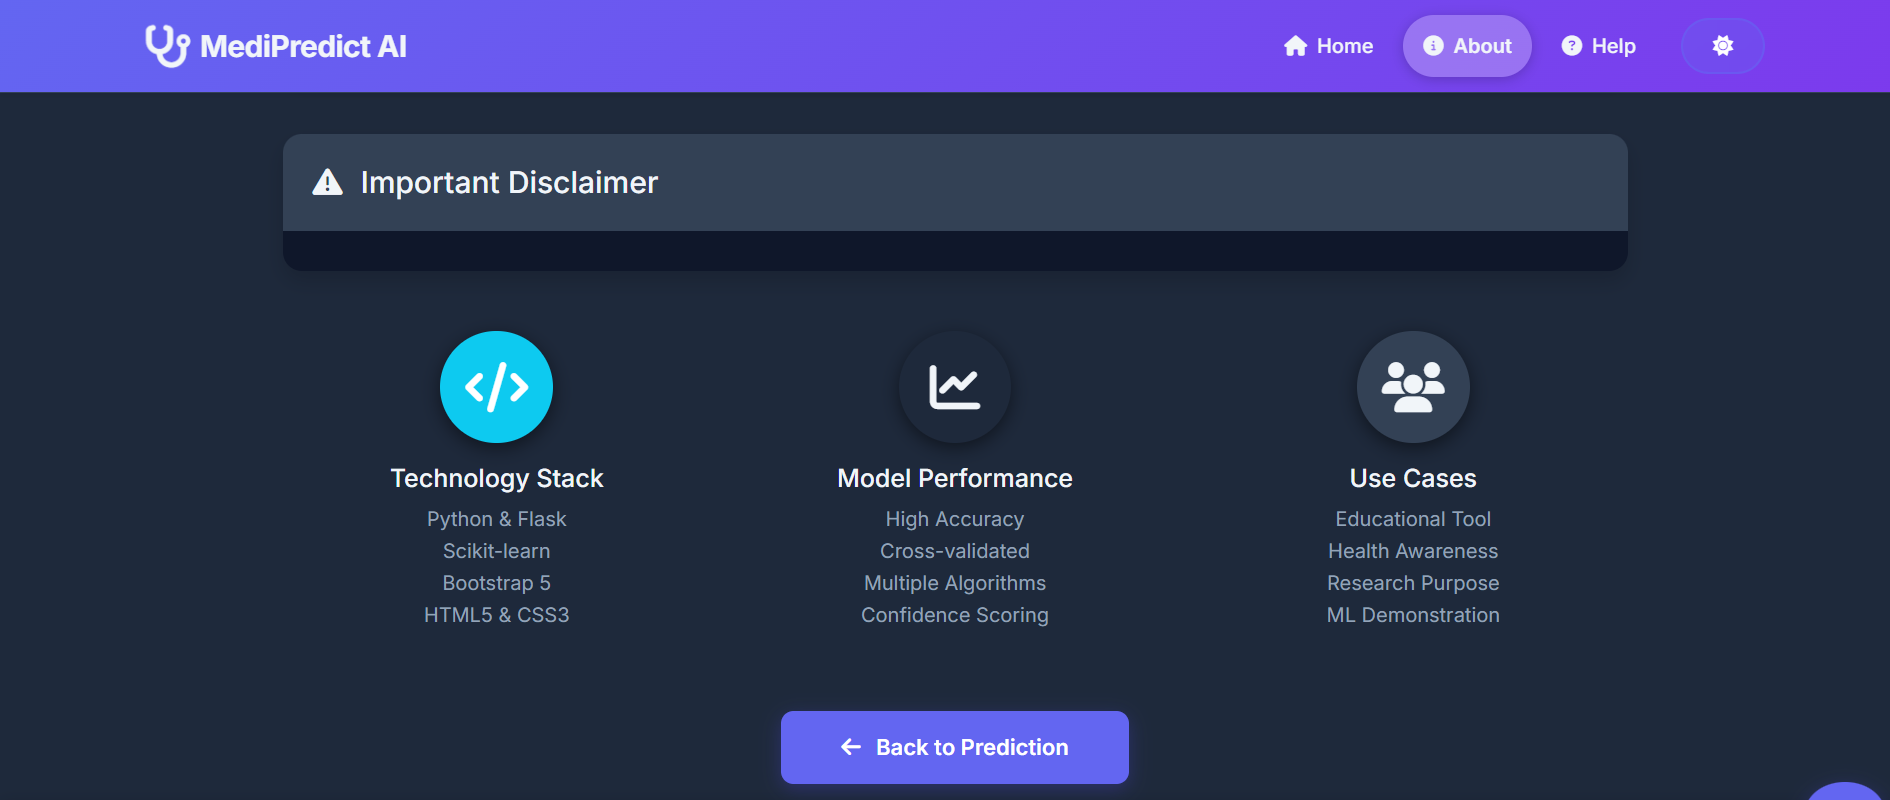 MediPredict AI
Home
About
Help
Important Disclaimer
Technology Stack
Python & Flask
Scikit-learn
Bootstrap 5
HTML5 & CSS3
Model Performance
High Accuracy
Cross-validated
Multiple Algorithms
Confidence Scoring
Use Cases
Educational Tool
Health Awareness
Research Purpose
ML Demonstration
Back to Prediction